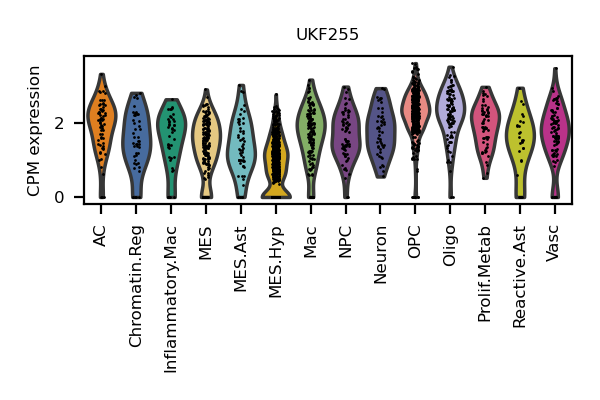 UKF255
CPM expression
2
0
AC
Chromatin.Reg
Inflammatory.Mac
MES
MES.Ast
MES.Hyp
Mac
NPC
Neuron
OPC
Oligo
Prolif.Metab
Reactive.Ast
Vasc